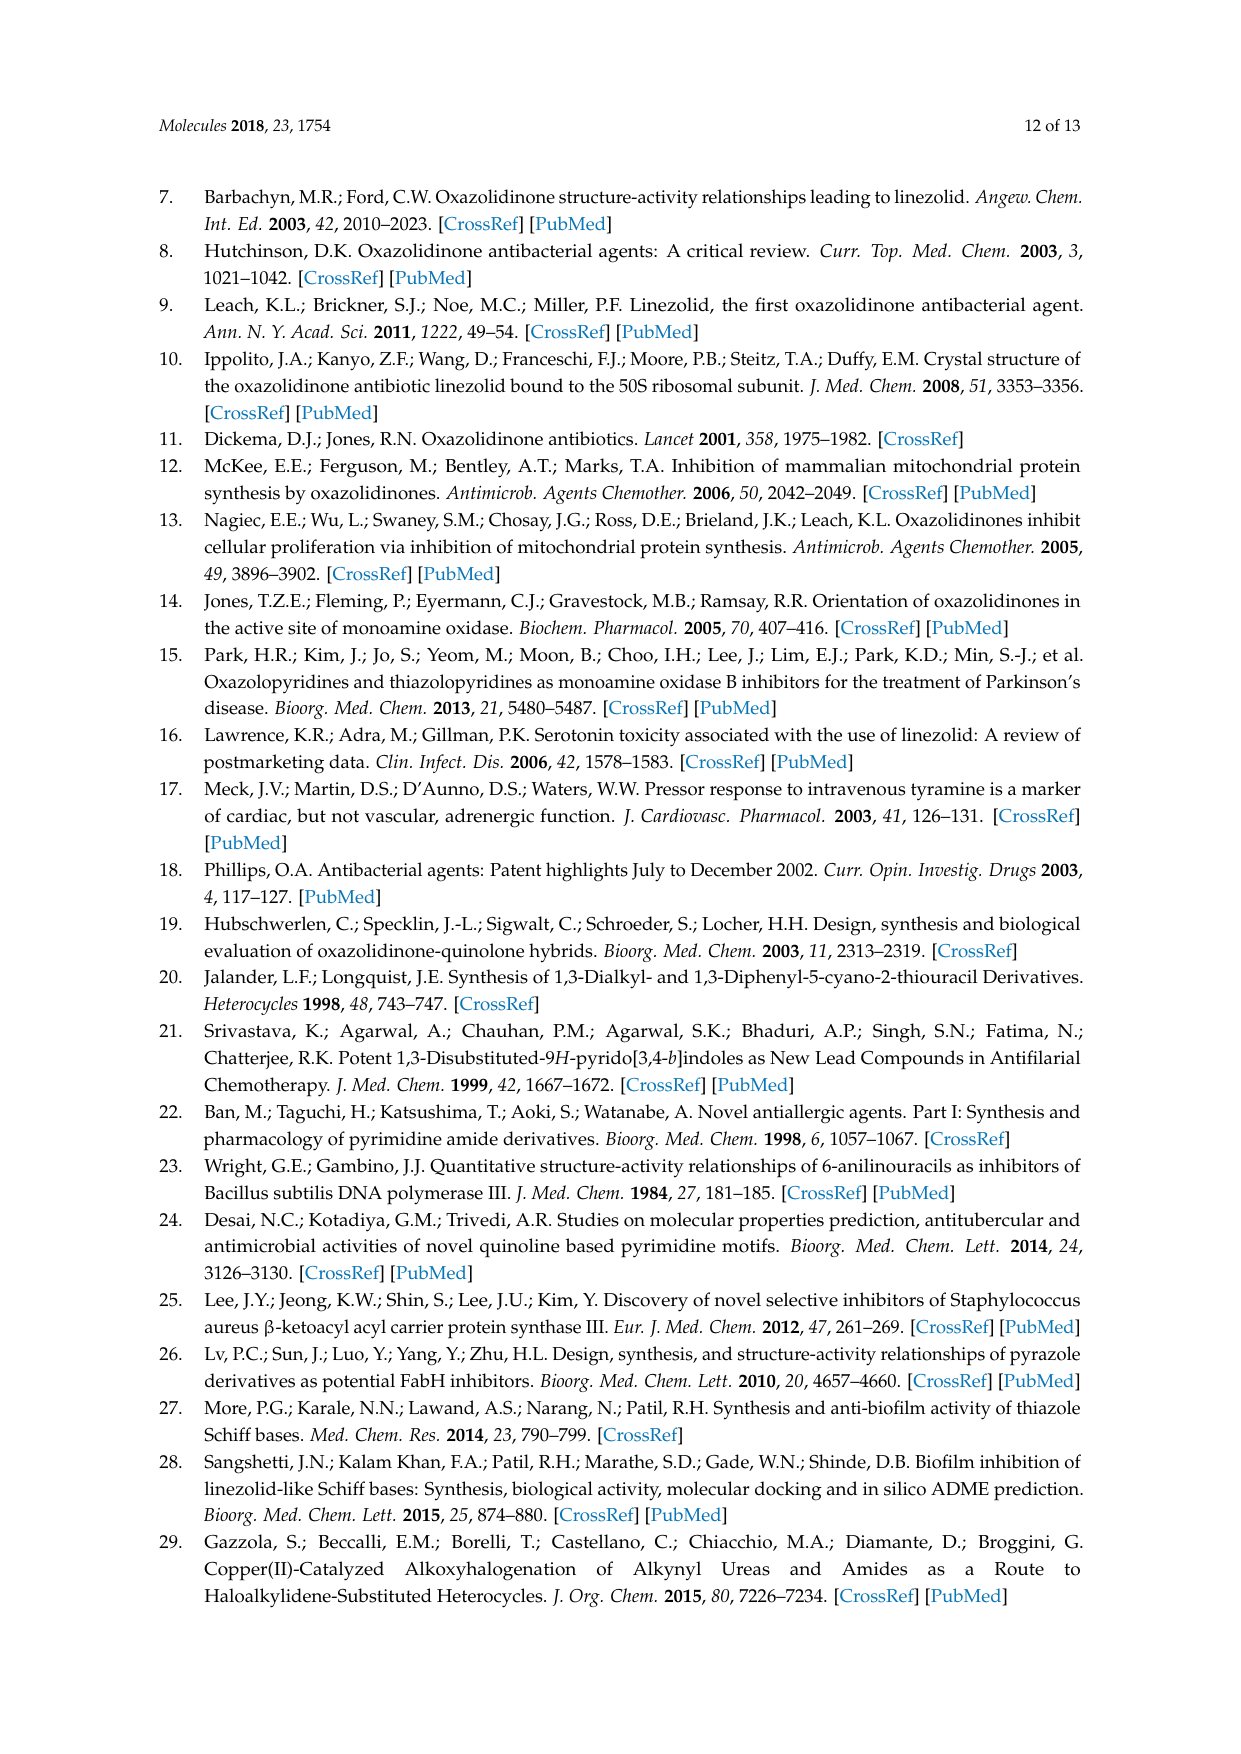 Molecules 2018, 23, 1754 12 of 13
7. Barbachyn, M.R.; Ford, C.W. Oxazolidinone structure-activity relationships leading to linezolid. Angew. Chem.
Int. Ed. 2003, 42, 2010–2023. [CrossRef] [PubMed]
8. Hutchinson, D.K. Oxazolidinone antibacterial agents: A critical review. Curr. Top. Med. Chem. 2003, 3,
1021–1042. [CrossRef] [PubMed]
9. Leach, K.L.; Brickner, S.J.; Noe, M.C.; Miller, P.F. Linezolid, the first oxazolidinone antibacterial agent.
Ann. N. Y. Acad. Sci. 2011, 1222, 49–54. [CrossRef] [PubMed]
10. Ippolito, J.A.; Kanyo, Z.F.; Wang, D.; Franceschi, F.J.; Moore, P.B.; Steitz, T.A.; Duffy, E.M. Crystal structure of
the oxazolidinone antibiotic linezolid bound to the 50S ribosomal subunit. J. Med. Chem. 2008, 51, 3353–3356.
[CrossRef] [PubMed]
11. Dickema, D.J.; Jones, R.N. Oxazolidinone antibiotics. Lancet 2001, 358, 1975–1982. [CrossRef]
12. McKee, E.E.; Ferguson, M.; Bentley, A.T.; Marks, T.A. Inhibition of mammalian mitochondrial protein
synthesis by oxazolidinones. Antimicrob. Agents Chemother. 2006, 50, 2042–2049. [CrossRef] [PubMed]
13. Nagiec, E.E.; Wu, L.; Swaney, S.M.; Chosay, J.G.; Ross, D.E.; Brieland, J.K.; Leach, K.L. Oxazolidinones inhibit
cellular proliferation via inhibition of mitochondrial protein synthesis. Antimicrob. Agents Chemother. 2005,
49, 3896–3902. [CrossRef] [PubMed]
14. Jones, T.Z.E.; Fleming, P.; Eyermann, C.J.; Gravestock, M.B.; Ramsay, R.R. Orientation of oxazolidinones in
the active site of monoamine oxidase. Biochem. Pharmacol. 2005, 70, 407–416. [CrossRef] [PubMed]
15. Park, H.R.; Kim, J.; Jo, S.; Yeom, M.; Moon, B.; Choo, I.H.; Lee, J.; Lim, E.J.; Park, K.D.; Min, S.-J.; et al.
Oxazolopyridines and thiazolopyridines as monoamine oxidase B inhibitors for the treatment of Parkinson’s
disease. Bioorg. Med. Chem. 2013, 21, 5480–5487. [CrossRef] [PubMed]
16. Lawrence, K.R.; Adra, M.; Gillman, P.K. Serotonin toxicity associated with the use of linezolid: A review of
postmarketing data. Clin. Infect. Dis. 2006, 42, 1578–1583. [CrossRef] [PubMed]
17. Meck, J.V.; Martin, D.S.; D’Aunno, D.S.; Waters, W.W. Pressor response to intravenous tyramine is a marker
of cardiac, but not vascular, adrenergic function. J. Cardiovasc. Pharmacol. 2003, 41, 126–131. [CrossRef]
[PubMed]
18. Phillips, O.A. Antibacterial agents: Patent highlights July to December 2002. Curr. Opin. Investig. Drugs 2003,
4, 117–127. [PubMed]
19. Hubschwerlen, C.; Specklin, J.-L.; Sigwalt, C.; Schroeder, S.; Locher, H.H. Design, synthesis and biological
evaluation of oxazolidinone-quinolone hybrids. Bioorg. Med. Chem. 2003, 11, 2313–2319. [CrossRef]
20. Jalander, L.F.; Longquist, J.E. Synthesis of 1,3-Dialkyl- and 1,3-Diphenyl-5-cyano-2-thiouracil Derivatives.
Heterocycles 1998, 48, 743–747. [CrossRef]
21. Srivastava, K.; Agarwal, A.; Chauhan, P.M.; Agarwal, S.K.; Bhaduri, A.P.; Singh, S.N.; Fatima, N.;
Chatterjee, R.K. Potent 1,3-Disubstituted-9H-pyrido[3,4-b]indoles as New Lead Compounds in Antifilarial
Chemotherapy. J. Med. Chem. 1999, 42, 1667–1672. [CrossRef] [PubMed]
22. Ban, M.; Taguchi, H.; Katsushima, T.; Aoki, S.; Watanabe, A. Novel antiallergic agents. Part I: Synthesis and
pharmacology of pyrimidine amide derivatives. Bioorg. Med. Chem. 1998, 6, 1057–1067. [CrossRef]
23. Wright, G.E.; Gambino, J.J. Quantitative structure-activity relationships of 6-anilinouracils as inhibitors of
Bacillus subtilis DNA polymerase III. J. Med. Chem. 1984, 27, 181–185. [CrossRef] [PubMed]
24. Desai, N.C.; Kotadiya, G.M.; Trivedi, A.R. Studies on molecular properties prediction, antitubercular and
antimicrobial activities of novel quinoline based pyrimidine motifs. Bioorg. Med. Chem. Lett. 2014, 24,
3126–3130. [CrossRef] [PubMed]
25. Lee, J.Y.; Jeong, K.W.; Shin, S.; Lee, J.U.; Kim, Y. Discovery of novel selective inhibitors of Staphylococcus
aureus β-ketoacyl acyl carrier protein synthase III. Eur. J. Med. Chem. 2012, 47, 261–269. [CrossRef] [PubMed]
26. Lv, P.C.; Sun, J.; Luo, Y.; Yang, Y.; Zhu, H.L. Design, synthesis, and structure-activity relationships of pyrazole
derivatives as potential FabH inhibitors. Bioorg. Med. Chem. Lett. 2010, 20, 4657–4660. [CrossRef] [PubMed]
27. More, P.G.; Karale, N.N.; Lawand, A.S.; Narang, N.; Patil, R.H. Synthesis and anti-biofilm activity of thiazole
Schiff bases. Med. Chem. Res. 2014, 23, 790–799. [CrossRef]
28. Sangshetti, J.N.; Kalam Khan, F.A.; Patil, R.H.; Marathe, S.D.; Gade, W.N.; Shinde, D.B. Biofilm inhibition of
linezolid-like Schiff bases: Synthesis, biological activity, molecular docking and in silico ADME prediction.
Bioorg. Med. Chem. Lett. 2015, 25, 874–880. [CrossRef] [PubMed]
29. Gazzola, S.; Beccalli, E.M.; Borelli, T.; Castellano, C.; Chiacchio, M.A.; Diamante, D.; Broggini, G.
Copper(II)-Catalyzed Alkoxyhalogenation of Alkynyl Ureas and Amides as a Route to
Haloalkylidene-Substituted Heterocycles. J. Org. Chem. 2015, 80, 7226–7234. [CrossRef] [PubMed]